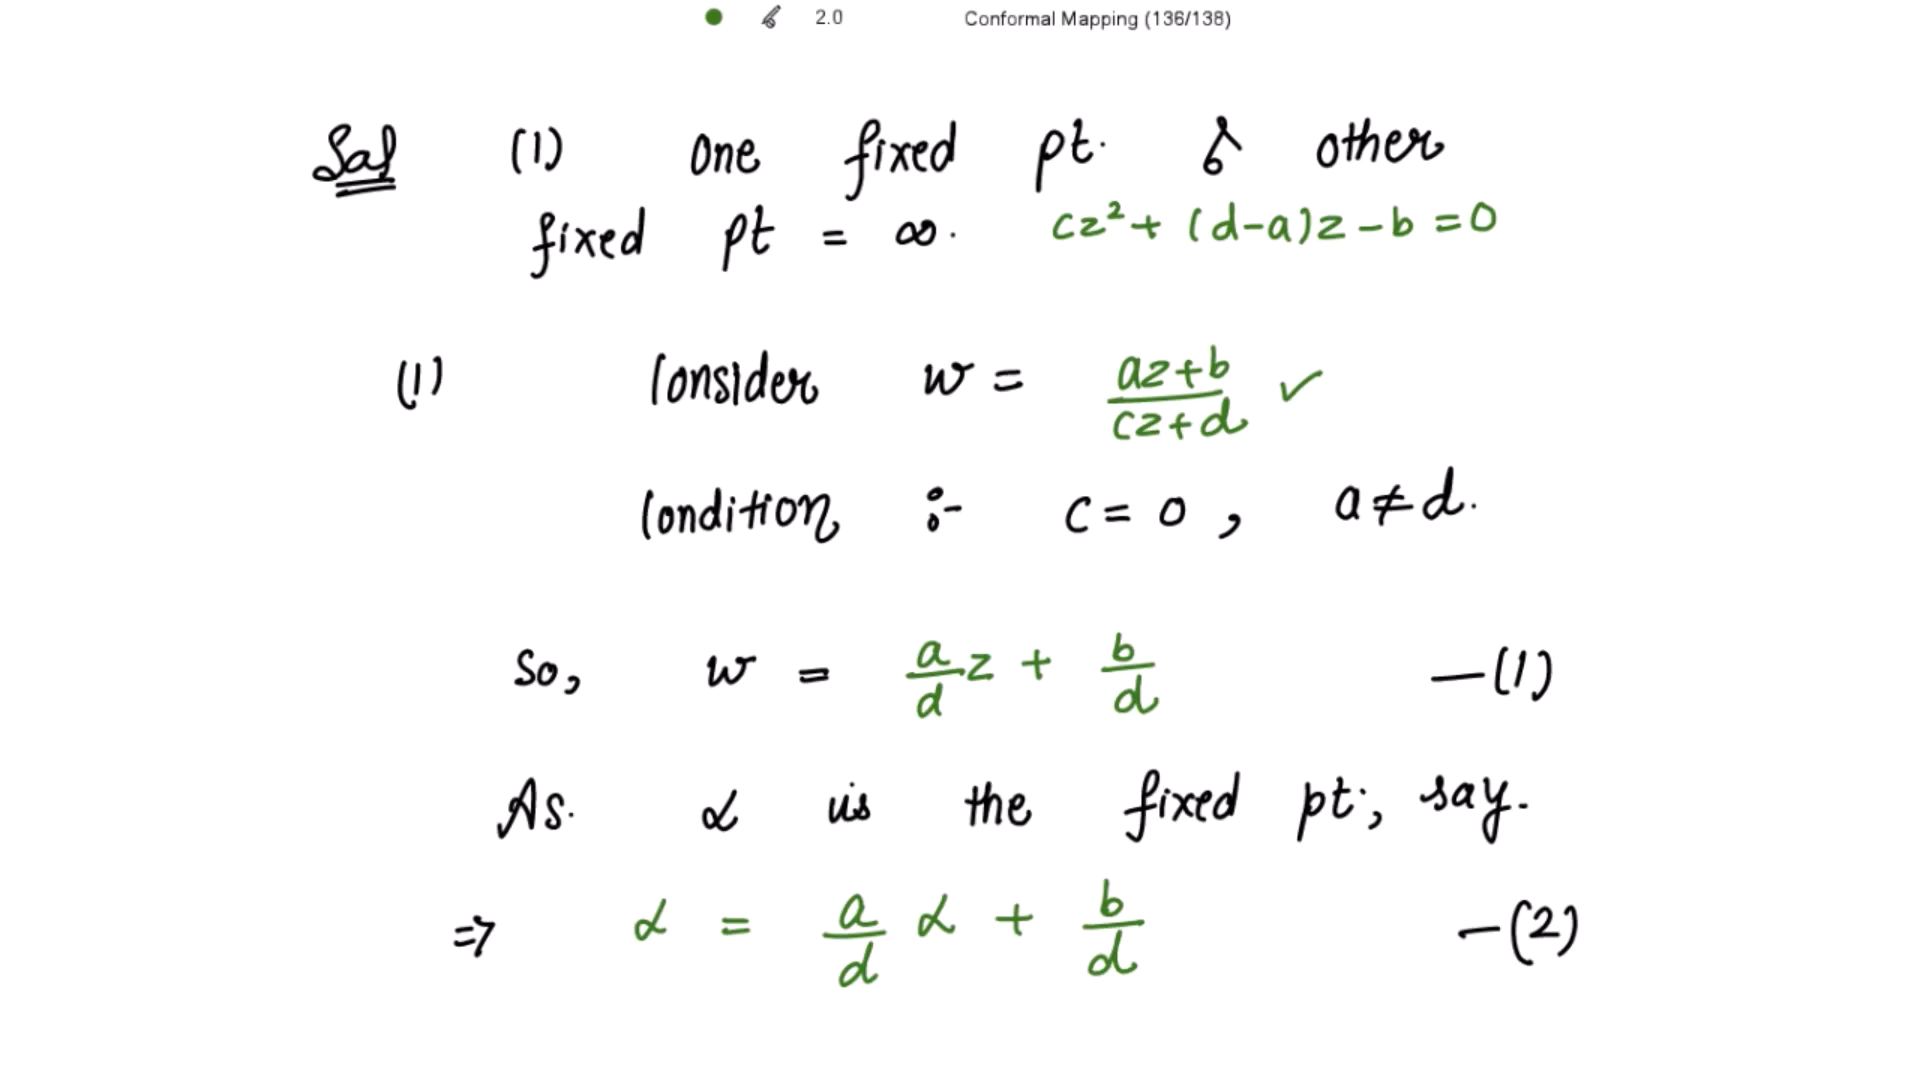 2.0 Conformal Mapping (136/138)
Sol (1) one fixed pt. & other
fixed pt = ∞. cz² + (d-a)z - b = 0
(1) Consider w = (az+b)/(cz+d) ✓
Condition :- c = 0, a ≠ d.
So, w = a/d z + b/d —(1)
As. α is the fixed pt., say.
⇒ α = a/d α + b/d —(2)